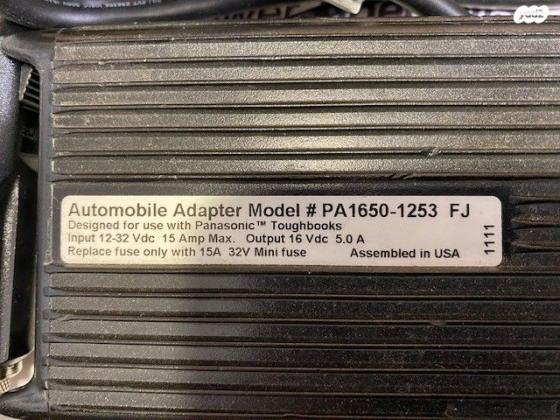 yad2
Automobile Adapter Model # PA1650-1253 FJ
Designed for use with Panasonic™ Toughbooks
Input 12-32 Vdc 15 Amp Max. Output 16 Vdc 5.0 A
Replace fuse only with 15A 32V Mini fuse Assembled in USA
1111